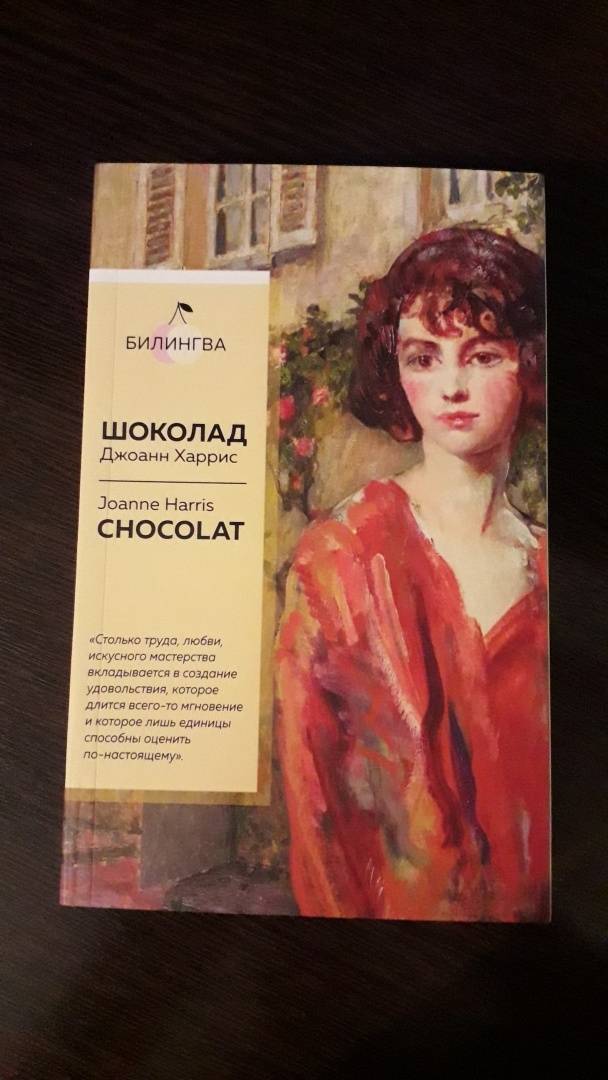 БИЛИНГВА
ШОКОЛАД
Джоанн Харрис
Joanne Harris
CHOCOLAT
«Столько труда, любви,
искусного мастерства
вкладывается в создание
удовольствия, которое
длится всего-то мгновение
и которое лишь единицы
способны оценить
по-настоящему».